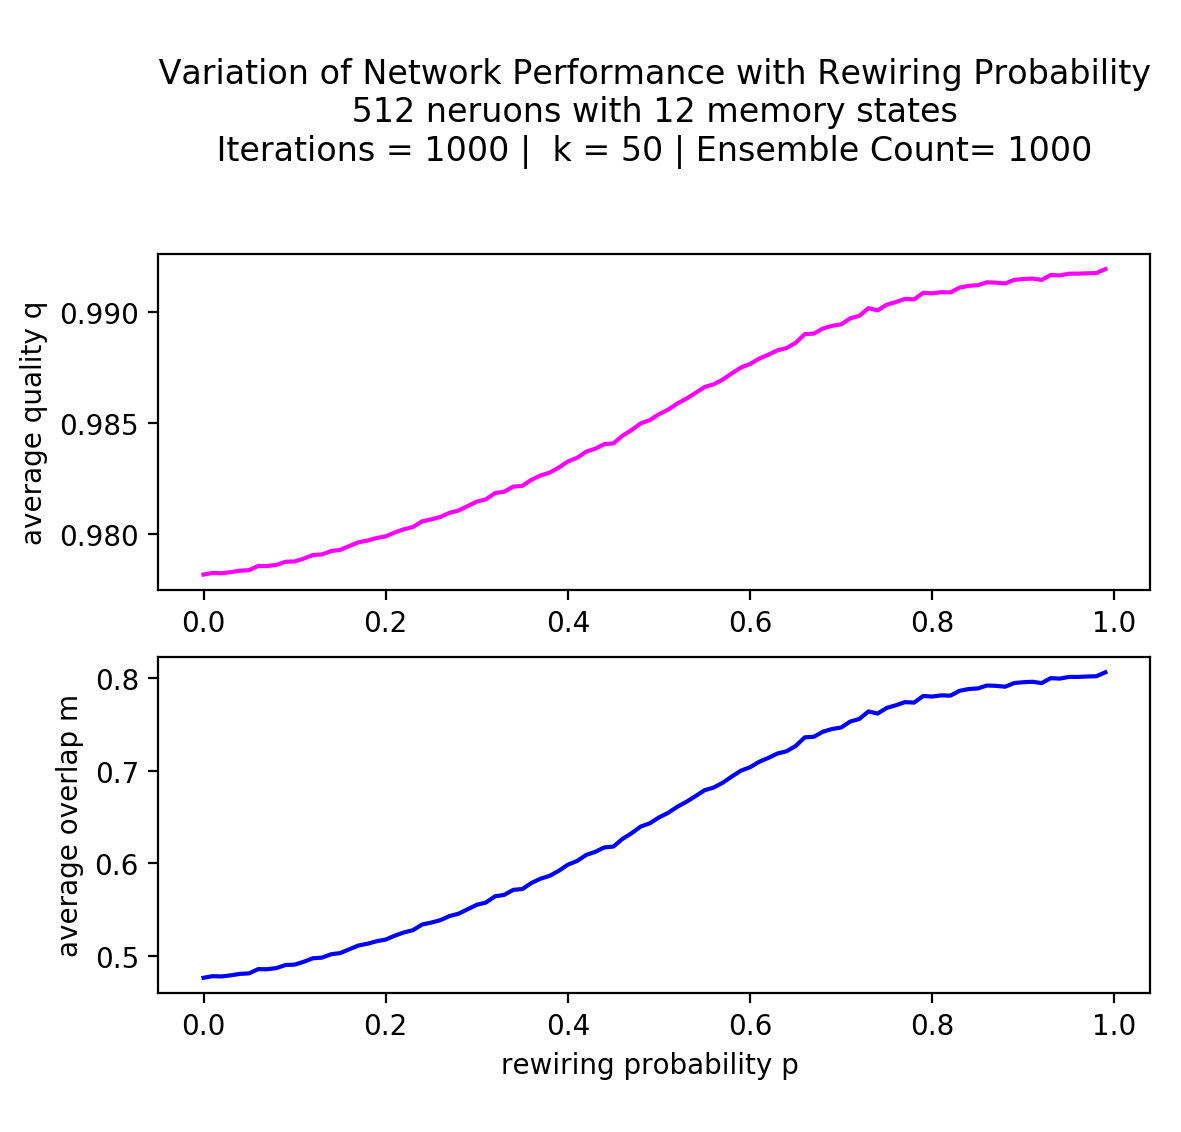 Variation of Network Performance with Rewiring Probability
512 neruons with 12 memory states
Iterations = 1000 |  k = 50 | Ensemble Count= 1000
average quality q
0.990
0.985
0.980
0.0 0.2 0.4 0.6 0.8 1.0
average overlap m
0.8
0.7
0.6
0.5
0.0 0.2 0.4 0.6 0.8 1.0
rewiring probability p